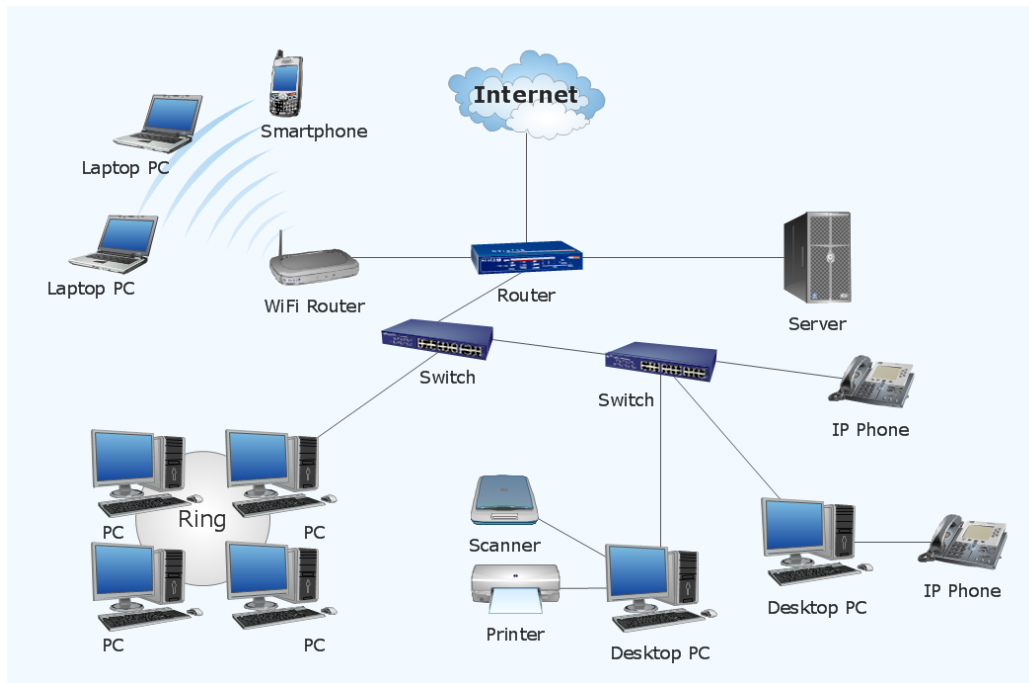 Internet
Smartphone
Laptop PC
Laptop PC
WiFi Router
Router
Server
Switch
Switch
IP Phone
Ring
PC
PC
Scanner
Printer
Desktop PC
Desktop PC
IP Phone
PC
PC